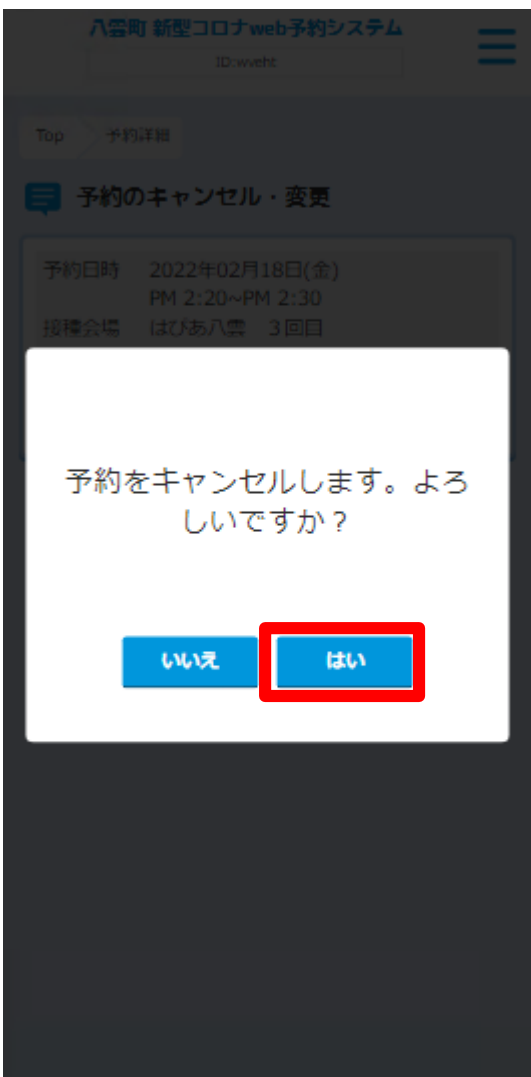 八雲町 新型コロナweb予約システム
ID:wveht
Top 予約詳細
予約のキャンセル・変更
予約日時 2022年02月18日(金)
PM 2:20~PM 2:30
接種会場 はぴあ八雲 3回目
予約をキャンセルします。よろ
しいですか？
いいえ はい